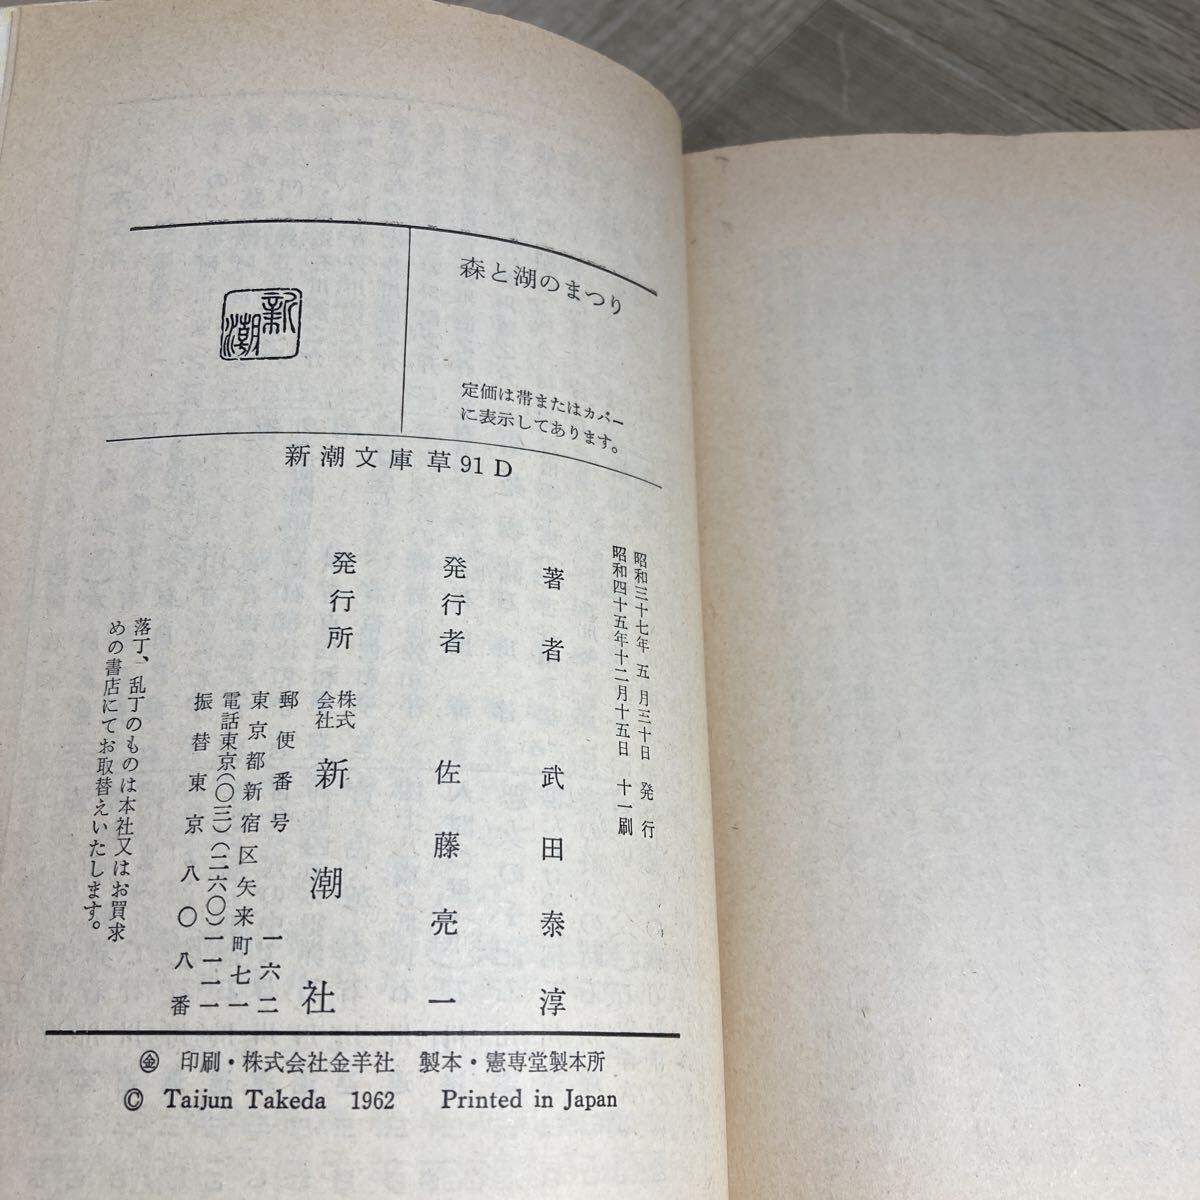 森と湖のまつり
定価は帯またはカバー
に表示してあります。
新潮
新潮文庫草91D
昭和三十七年 五 月三十日 発 行
昭和四十五年十二月十五日 十一刷
著者 武田泰淳
発行者 佐藤亮一
発行所 株式会社 新潮社
郵便番号 一六二
東京都新宿区矢来町七一
電話東京(〇三)(二六〇)一一一一
振替東京八〇八番
落丁、乱丁のものは本社又はお買求
めの書店にてお取替えいたします。
㊎ 印刷・株式会社金羊社 製本・憲専堂製本所
© Taijun Takeda 1962 Printed in Japan